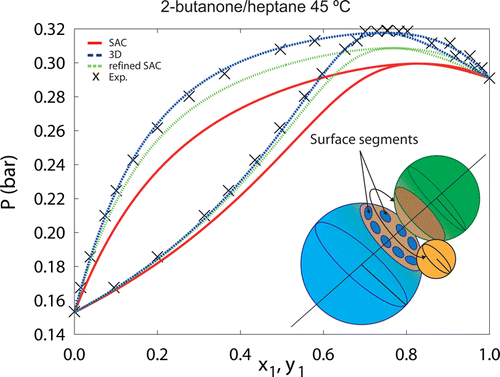 2-butanone/heptane 45 ºC
0.32
0.30
0.28
0.26
0.24
0.22
0.20
0.18
0.16
0.14
P (bar)
SAC
3D
refined SAC
Exp.
Surface segments
0.0
0.2
0.4
0.6
0.8
1.0
x₁, y₁